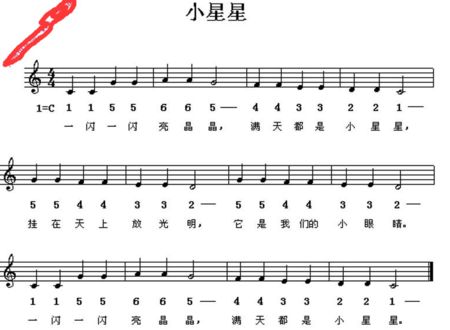 小星星
4
4
1=C 1 1 5 5 6 6 5 — 4 4 3 3 2 2 1 —
一 闪 一 闪 亮 晶 晶， 满 天 都 是 小 星 星，
5 5 4 4 3 3 2 — 5 5 4 4 3 3 2 —
挂 在 天 上 放 光 明， 它 是 我 们 的 小 眼 睛。
1 1 5 5 6 6 5 — 4 4 3 3 2 2 1 —
一 闪 一 闪 亮 晶 晶， 满 天 都 是 小 星 星。